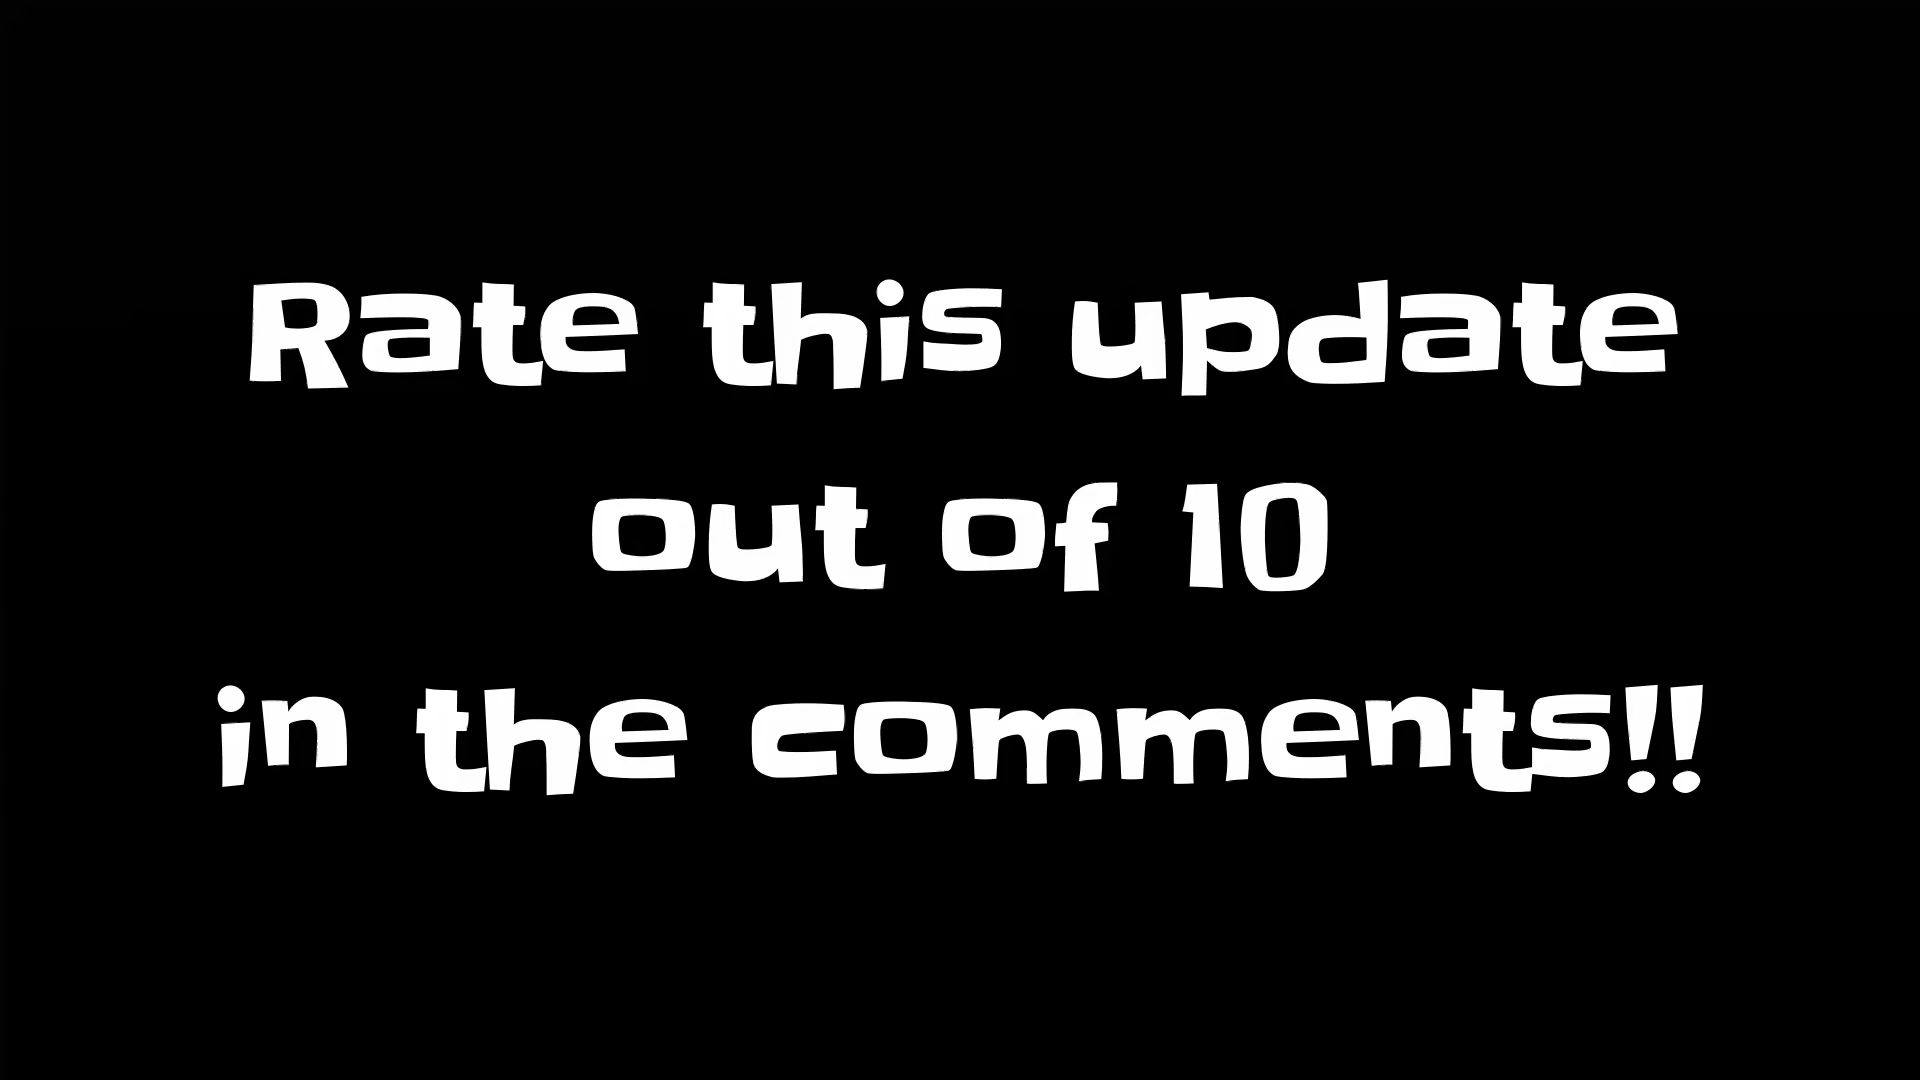 Rate this update
out of 10
in the comments!!